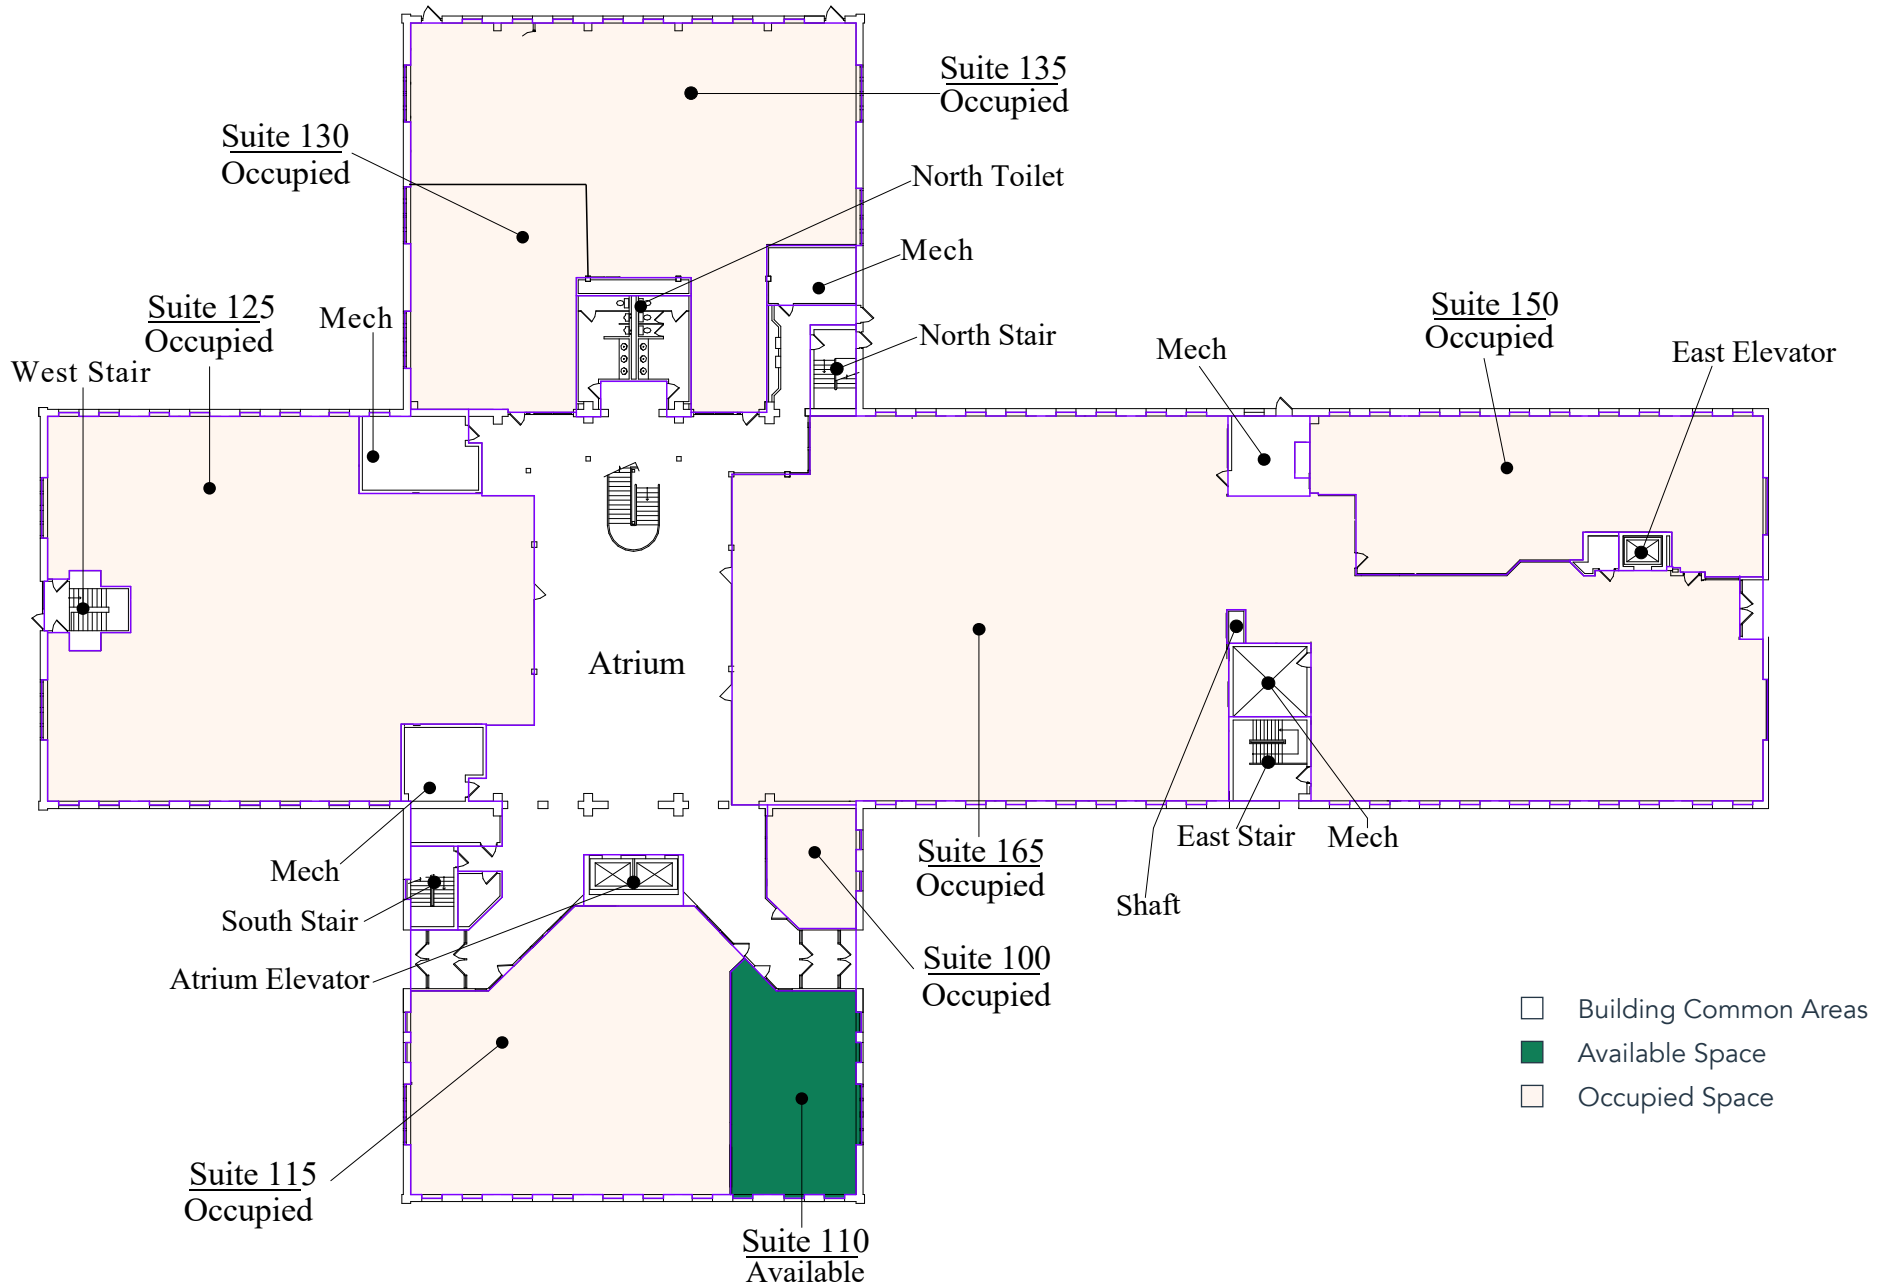 Suite 135
Occupied
Suite 130
Occupied
North Toilet
Mech
Suite 125
Occupied
Mech
North Stair
Suite 150
Occupied
Mech
East Elevator
West Stair
Atrium
Suite 165
Occupied
East Stair
Mech
Shaft
Mech
South Stair
Atrium Elevator
Suite 100
Occupied
Building Common Areas
Available Space
Occupied Space
Suite 115
Occupied
Suite 110
Available